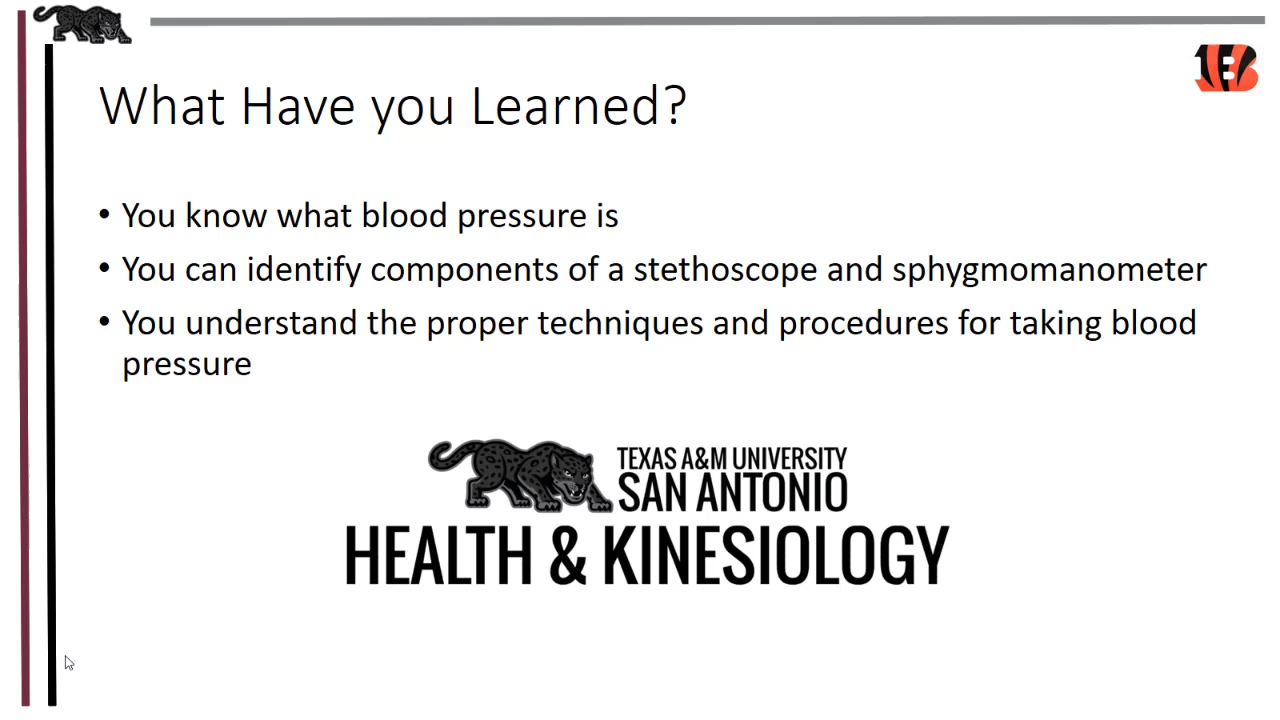 What Have you Learned?
• You know what blood pressure is
• You can identify components of a stethoscope and sphygmomanometer
• You understand the proper techniques and procedures for taking blood
pressure
TEXAS A&M UNIVERSITY
SAN ANTONIO
HEALTH & KINESIOLOGY